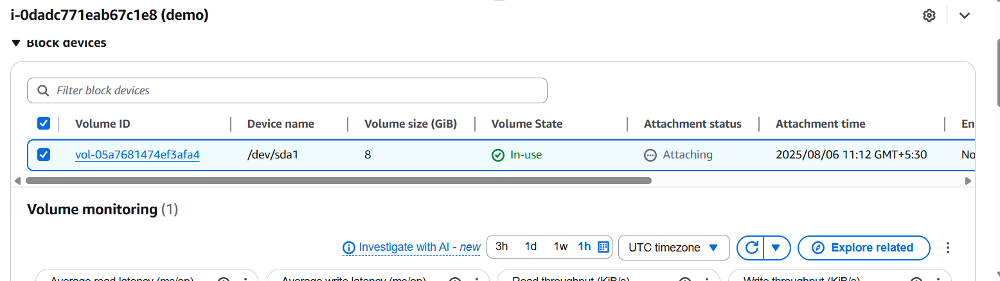 i-0dadc771eab67c1e8 (demo)
Block devices
Filter block devices
Volume ID Device name Volume size (GiB) Volume State Attachment status Attachment time En
vol-05a7681474ef3afa4 /dev/sda1 8 In-use Attaching 2025/08/06 11:12 GMT+5:30 No
Volume monitoring (1)
Investigate with AI - new 3h 1d 1w 1h UTC timezone Explore related
Average read latency (ms/op) Average write latency (ms/op) Read throughput (KiB/s) Write throughput (KiB/s)